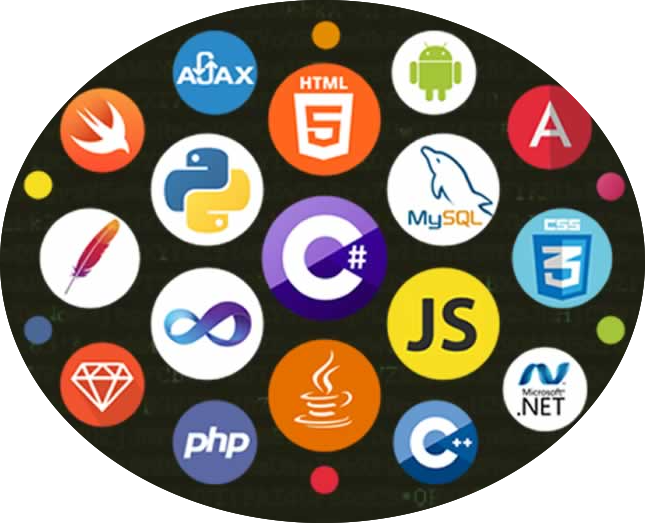 AJAX
HTML
5
A
MySQL
C#
CSS
3
JS
Microsoft®
.NET
php
C++